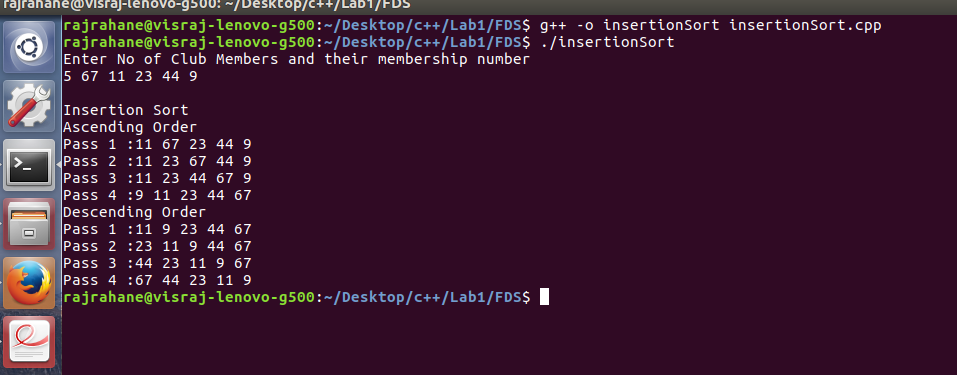 rajrahane@visraj-lenovo-g500: ~/Desktop/c++/Lab1/FDS
rajrahane@visraj-lenovo-g500:~/Desktop/c++/Lab1/FDS$ g++ -o insertionSort insertionSort.cpp
rajrahane@visraj-lenovo-g500:~/Desktop/c++/Lab1/FDS$ ./insertionSort
Enter No of Club Members and their membership number
5 67 11 23 44 9
Insertion Sort
Ascending Order
Pass 1 :11 67 23 44 9
Pass 2 :11 23 67 44 9
Pass 3 :11 23 44 67 9
Pass 4 :9 11 23 44 67
Descending Order
Pass 1 :11 9 23 44 67
Pass 2 :23 11 9 44 67
Pass 3 :44 23 11 9 67
Pass 4 :67 44 23 11 9
rajrahane@visraj-lenovo-g500:~/Desktop/c++/Lab1/FDS$